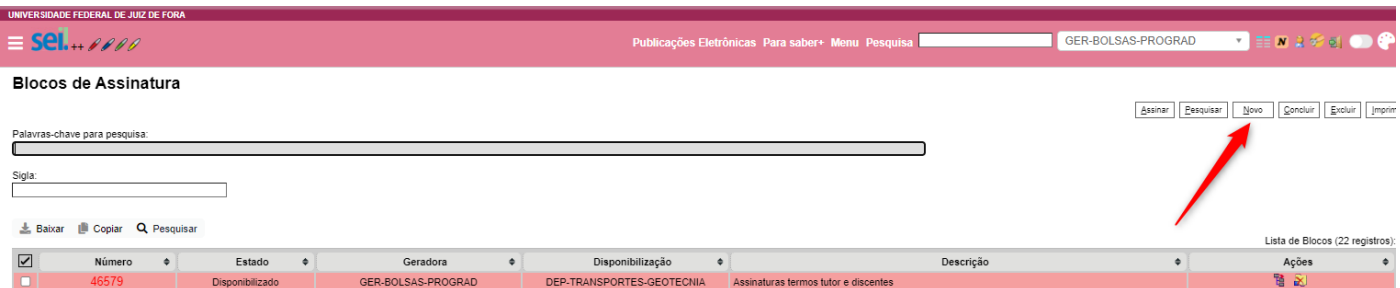 UNIVERSIDADE FEDERAL DE JUIZ DE FORA
sei. ++ Publicações Eletrônicas Para saber+ Menu Pesquisa GER-BOLSAS-PROGRAD N
Blocos de Assinatura
Assinar Pesquisar Novo Concluir Excluir Imprim
Palavras-chave para pesquisa:
Sigla:
Baixar Copiar Pesquisar
Lista de Blocos (22 registros):
Número Estado Geradora Disponibilização Descrição Ações
46579 Disponibilizado GER-BOLSAS-PROGRAD DEP-TRANSPORTES-GEOTECNIA Assinaturas termos tutor e discentes